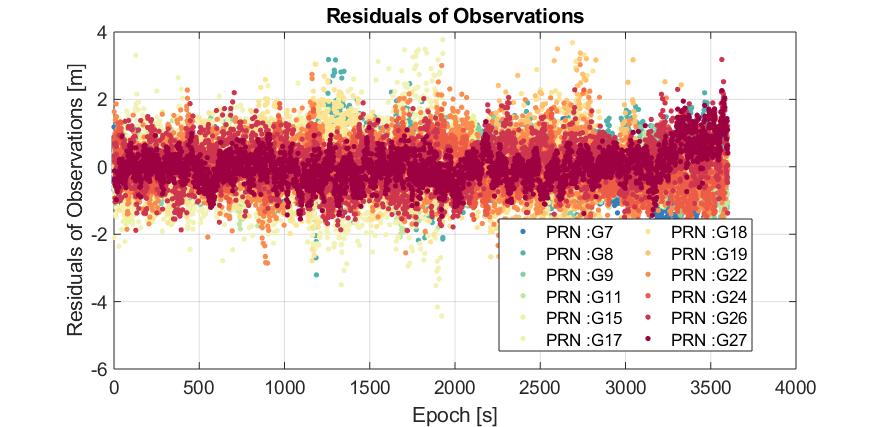 Residuals of Observations
Residuals of Observations [m]
4
2
0
-2
-4
-6
PRN :G7 PRN :G18
PRN :G8 PRN :G19
PRN :G9 PRN :G22
PRN :G11 PRN :G24
PRN :G15 PRN :G26
PRN :G17 PRN :G27
0 500 1000 1500 2000 2500 3000 3500 4000
Epoch [s]